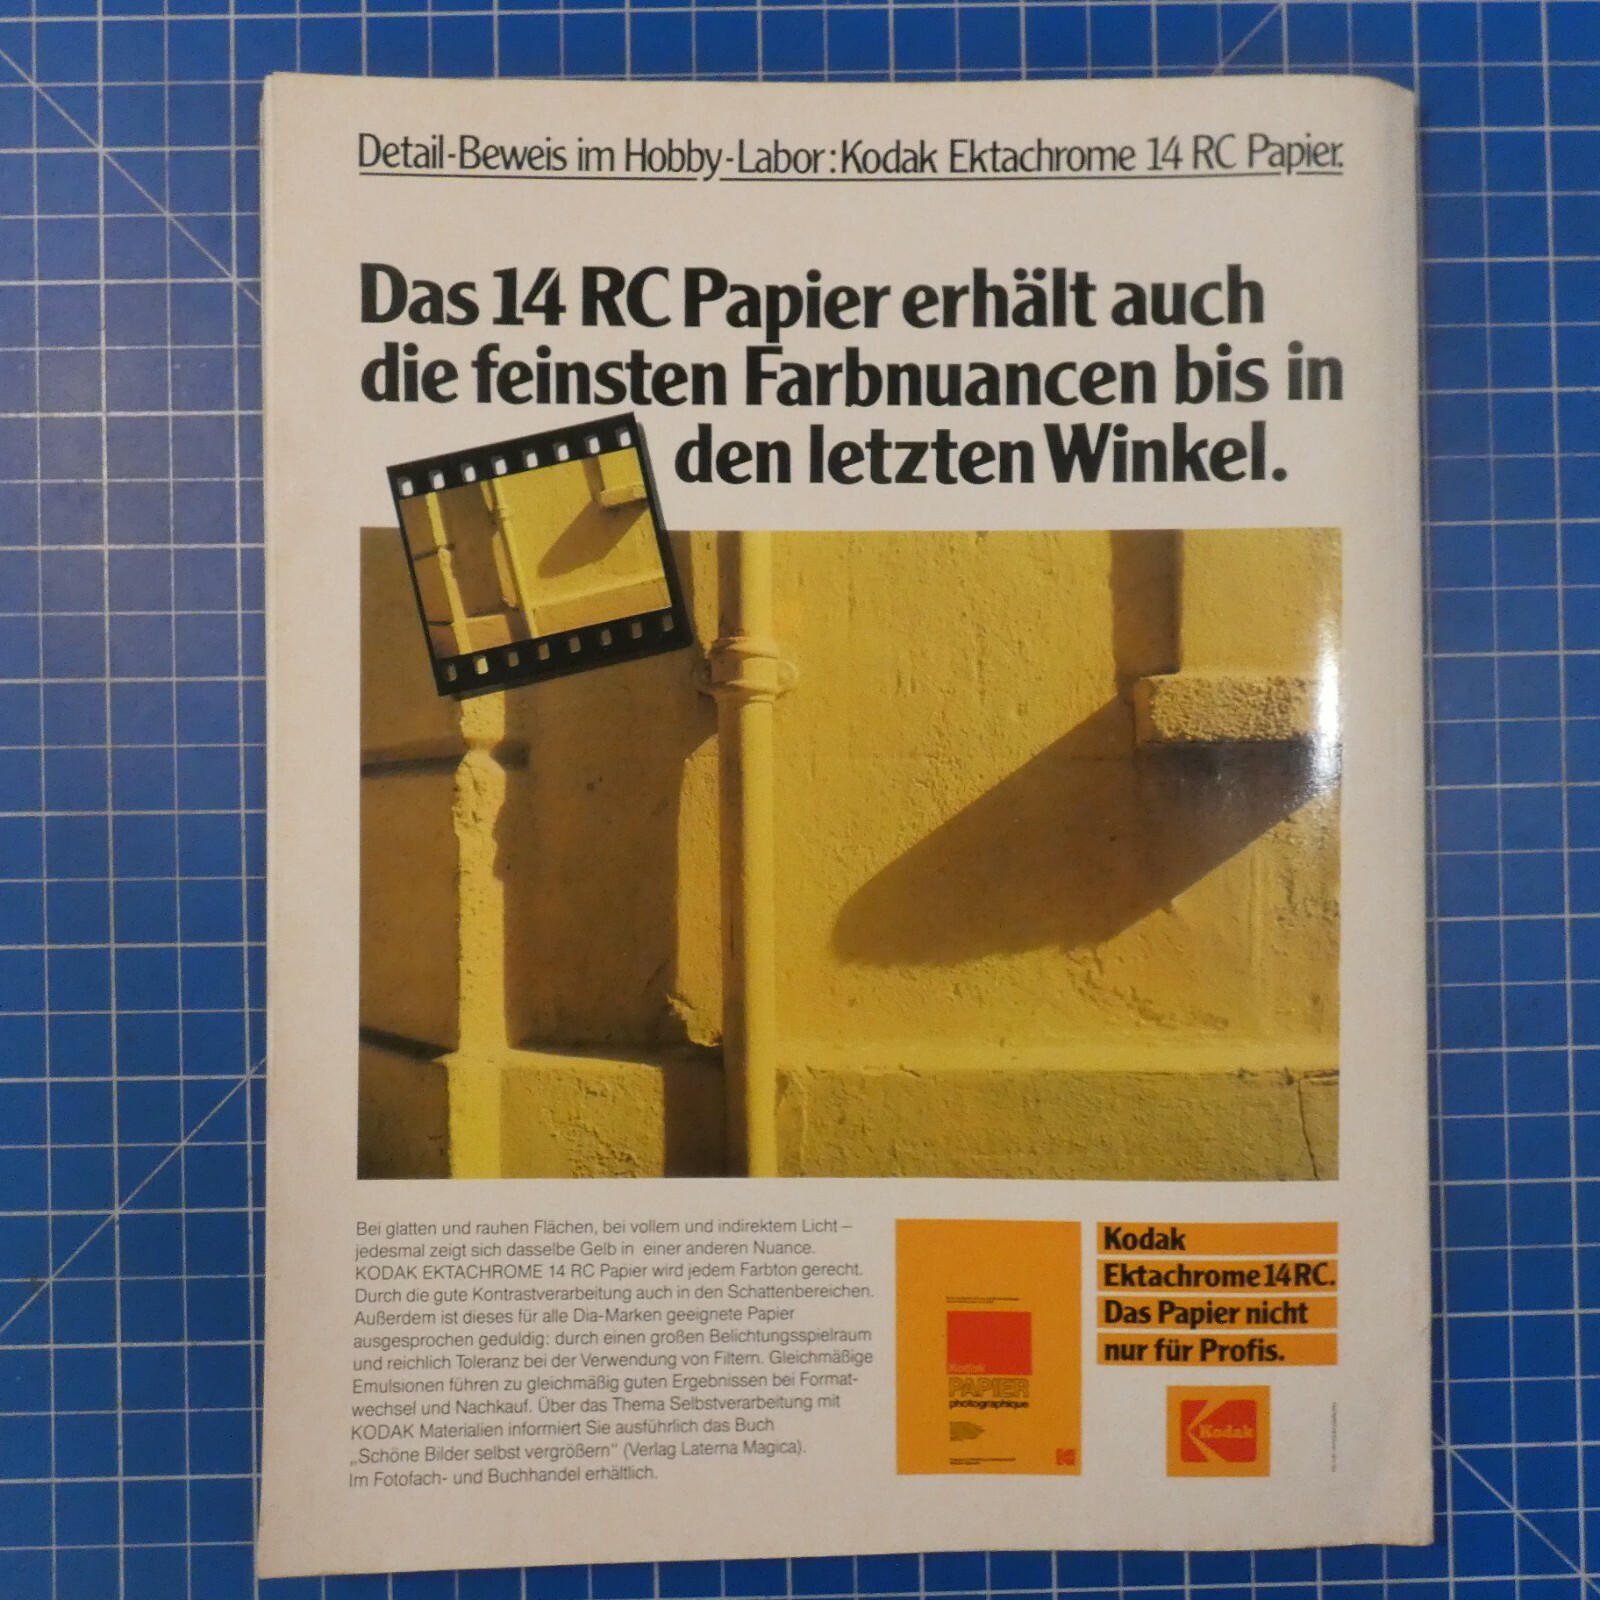 Detail-Beweis im Hobby-Labor: Kodak Ektachrome 14 RC Papier.
Das 14 RC Papier erhält auch
die feinsten Farbnuancen bis in
den letzten Winkel.
Bei glatten und rauhen Flächen, bei vollem und indirektem Licht –
jedesmal zeigt sich dasselbe Gelb in einer anderen Nuance.
KODAK EKTACHROME 14 RC Papier wird jedem Farbton gerecht.
Durch die gute Kontrastverarbeitung auch in den Schattenbereichen.
Außerdem ist dieses für alle Dia-Marken geeignete Papier
ausgesprochen geduldig: durch einen großen Belichtungsspielraum
und reichlich Toleranz bei der Verwendung von Filtern. Gleichmäßige
Emulsionen führen zu gleichmäßig guten Ergebnissen bei Format-
wechsel und Nachkauf. Über das Thema Selbstverarbeitung mit
KODAK Materialien informiert Sie ausführlich das Buch
„Schöne Bilder selbst vergrößern“ (Verlag Laterna Magica).
Im Fotofach- und Buchhandel erhältlich.
Kodak
PAPIER
photographique
Kodak
Ektachrome 14 RC.
Das Papier nicht
nur für Profis.
Kodak